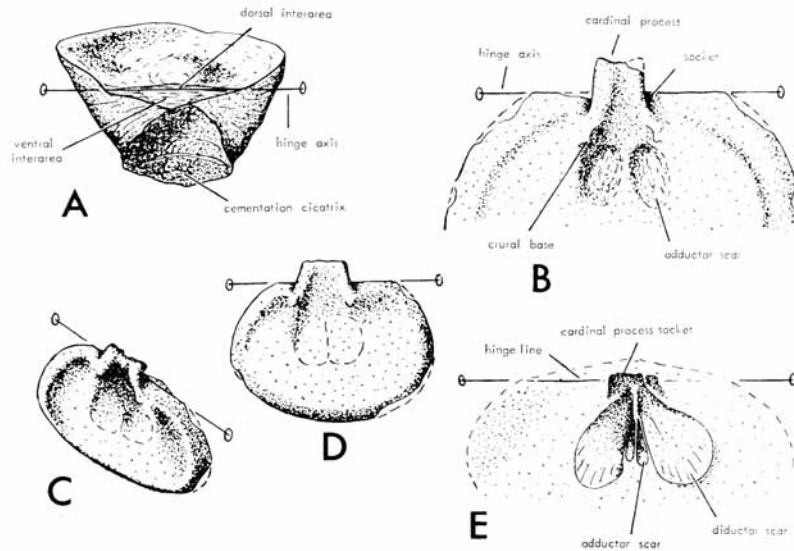 dorsal interarea
ventral
interarea
hinge axis
cementation cicatrix
A
cardinal process
hinge axis
socket
crural base
adductor scar
B
C
D
cardinal process socket
hinge line
adductor scar
diductor scar
E